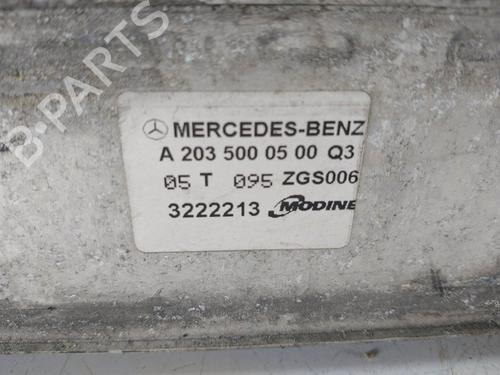 MERCEDES-BENZ
A 203 500 05 00 Q3
05 T 095 ZGS006
3222213 MODINE
B-PARTS